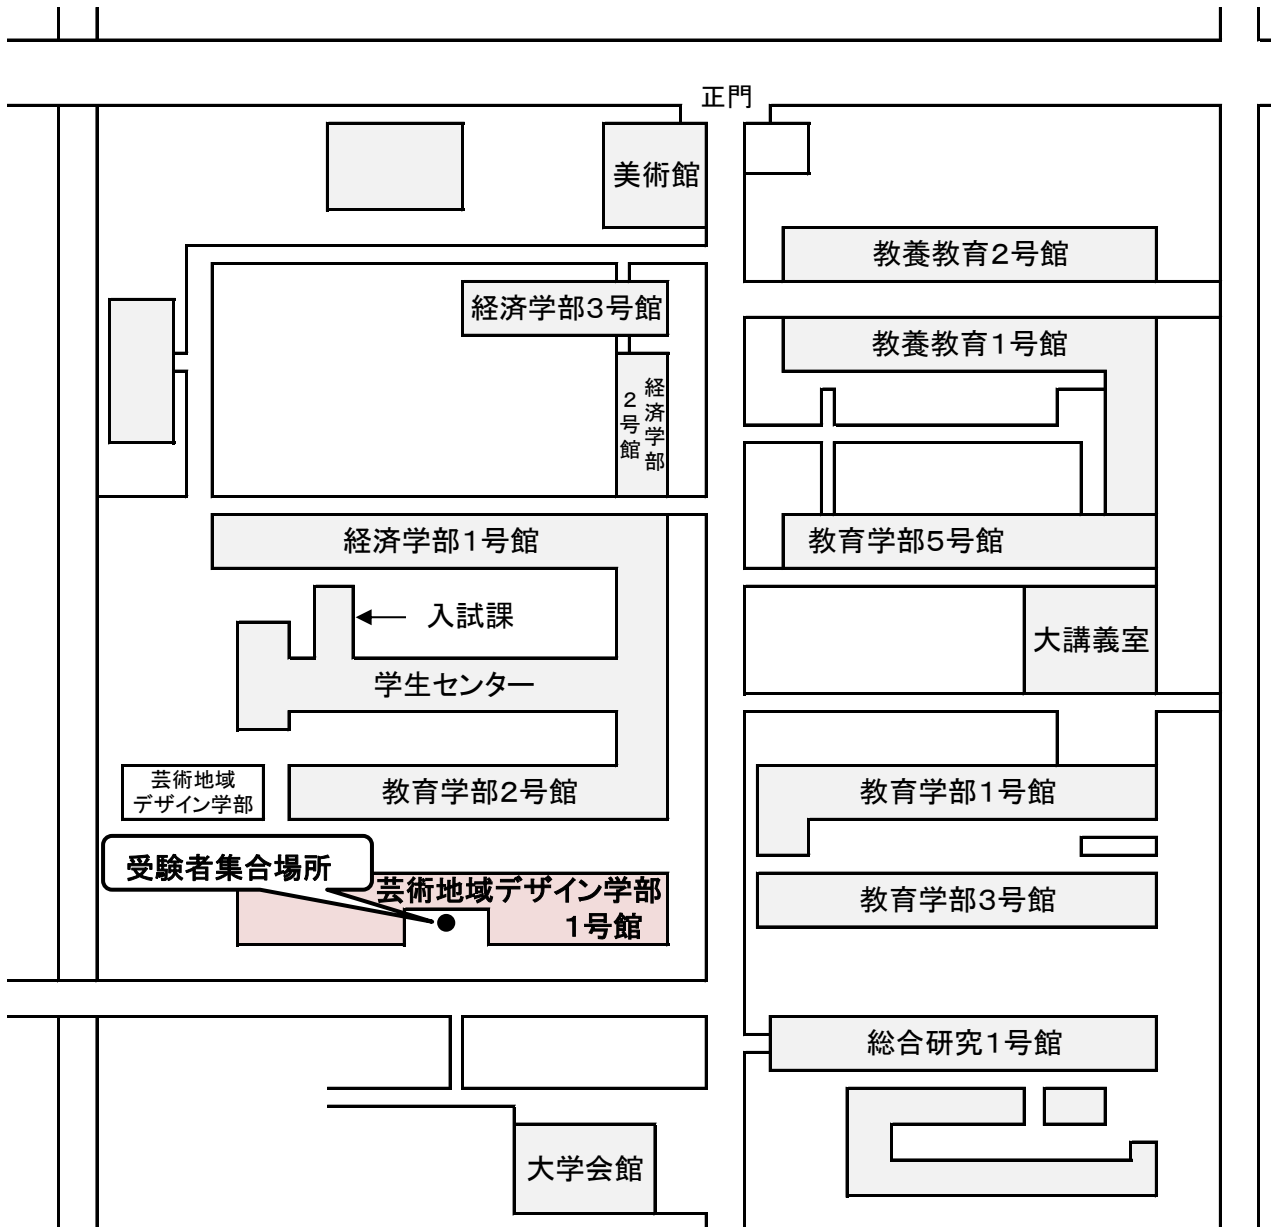 正門
美術館
教養教育２号館
経済学部３号館
教養教育１号館
経済学部
２号館
経済学部１号館
教育学部５号館
入試課
大講義室
学生センター
芸術地域
デザイン学部
教育学部２号館
教育学部１号館
受験者集合場所
芸術地域デザイン学部
１号館
教育学部３号館
総合研究１号館
大学会館